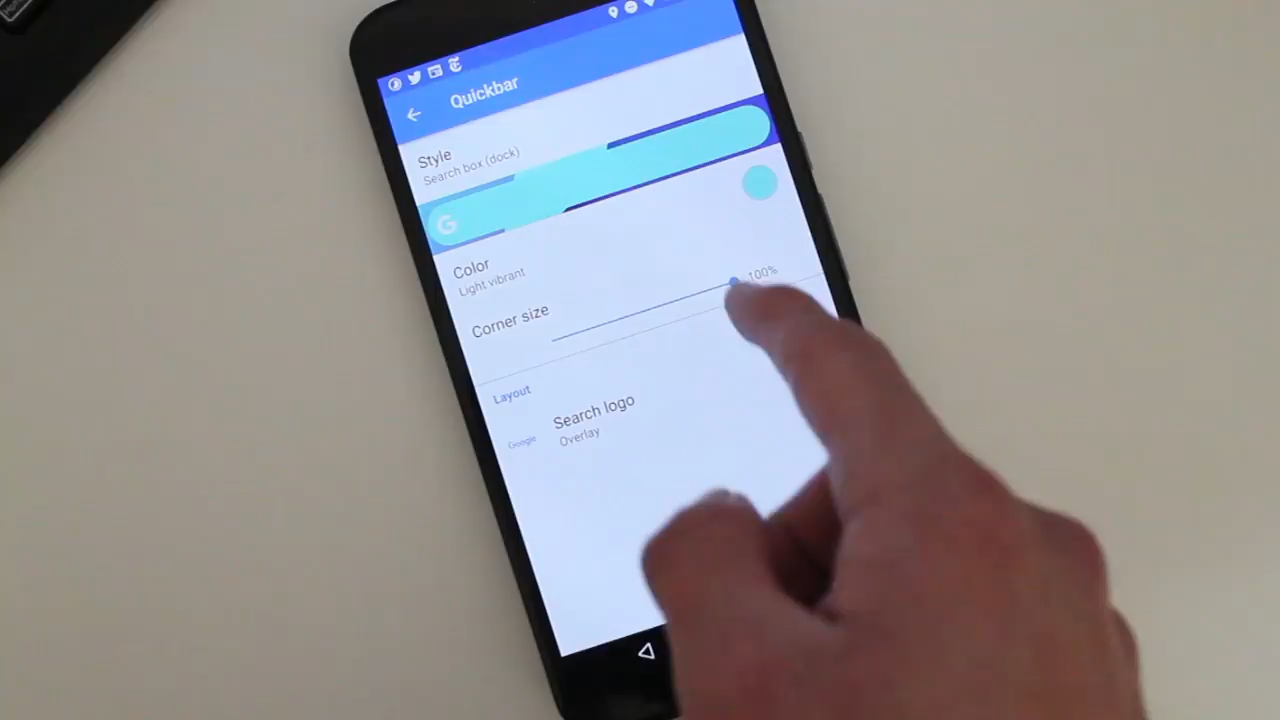 Quickbar
Style
Search box (dock)
G
Color
Light vibrant
Corner size
100%
Layout
Google
Search logo
Overlay